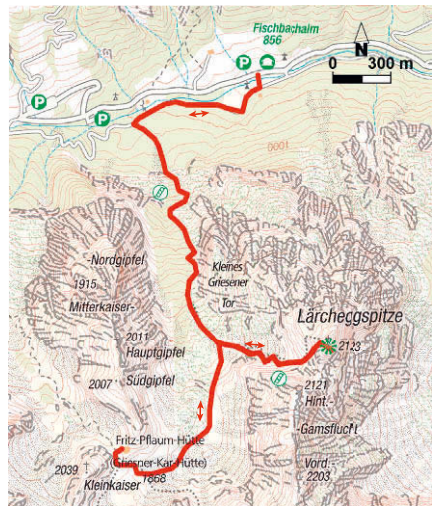 Fischbachalm
856
N
0 300 m
P
P
P
1000
-Nordgipfel
1915
Mitterkaiser-
2011
Hauptgipfel
2007
Südgipfel
Kleines
Griesener
Tor
Lärcheggspitze
2123
2121
Hint.-
-Gamsflucht
Vord.
2203
Fritz-Pflaum-Hütte
(Griesner-Kar-Hütte)
1868
2039
Kleinkaiser